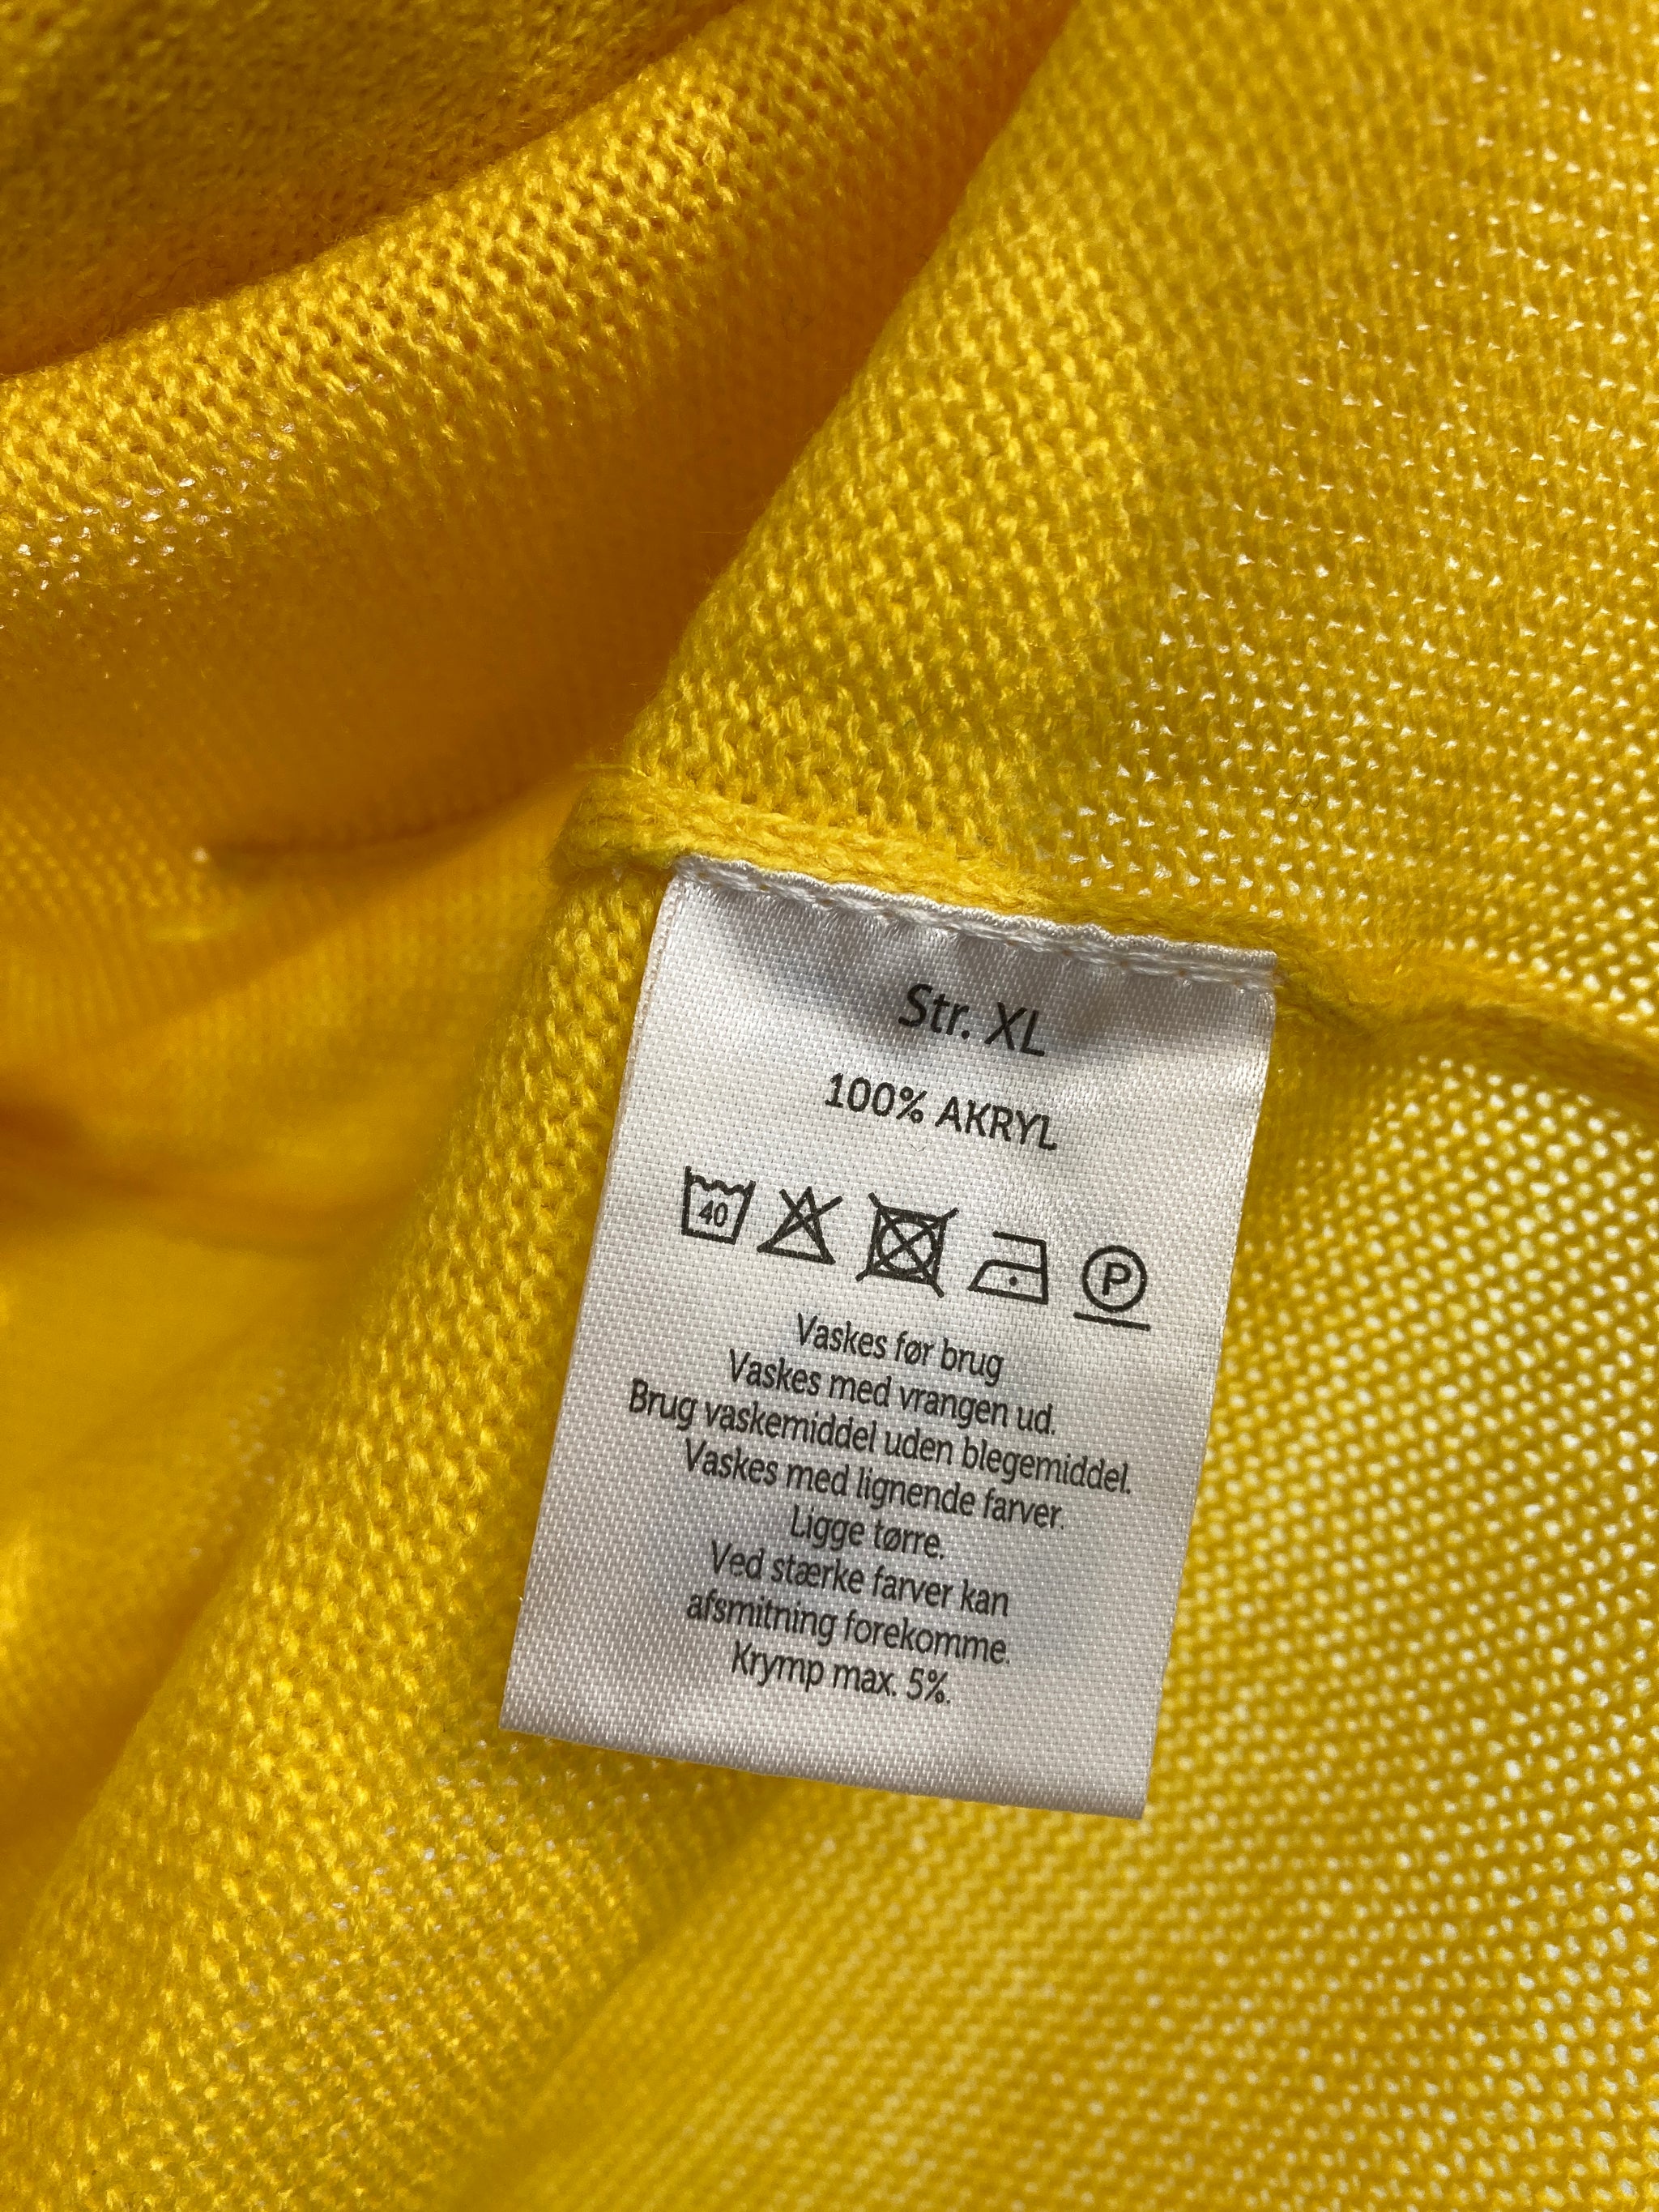 Str. XL
100% AKRYL
40 P
Vaskes før brug
Vaskes med vrangen ud.
Brug vaskemiddel uden blegemiddel.
Vaskes med lignende farver.
Ligge tørre.
Ved stærke farver kan
afsmitning forekomme.
Krymp max. 5%.